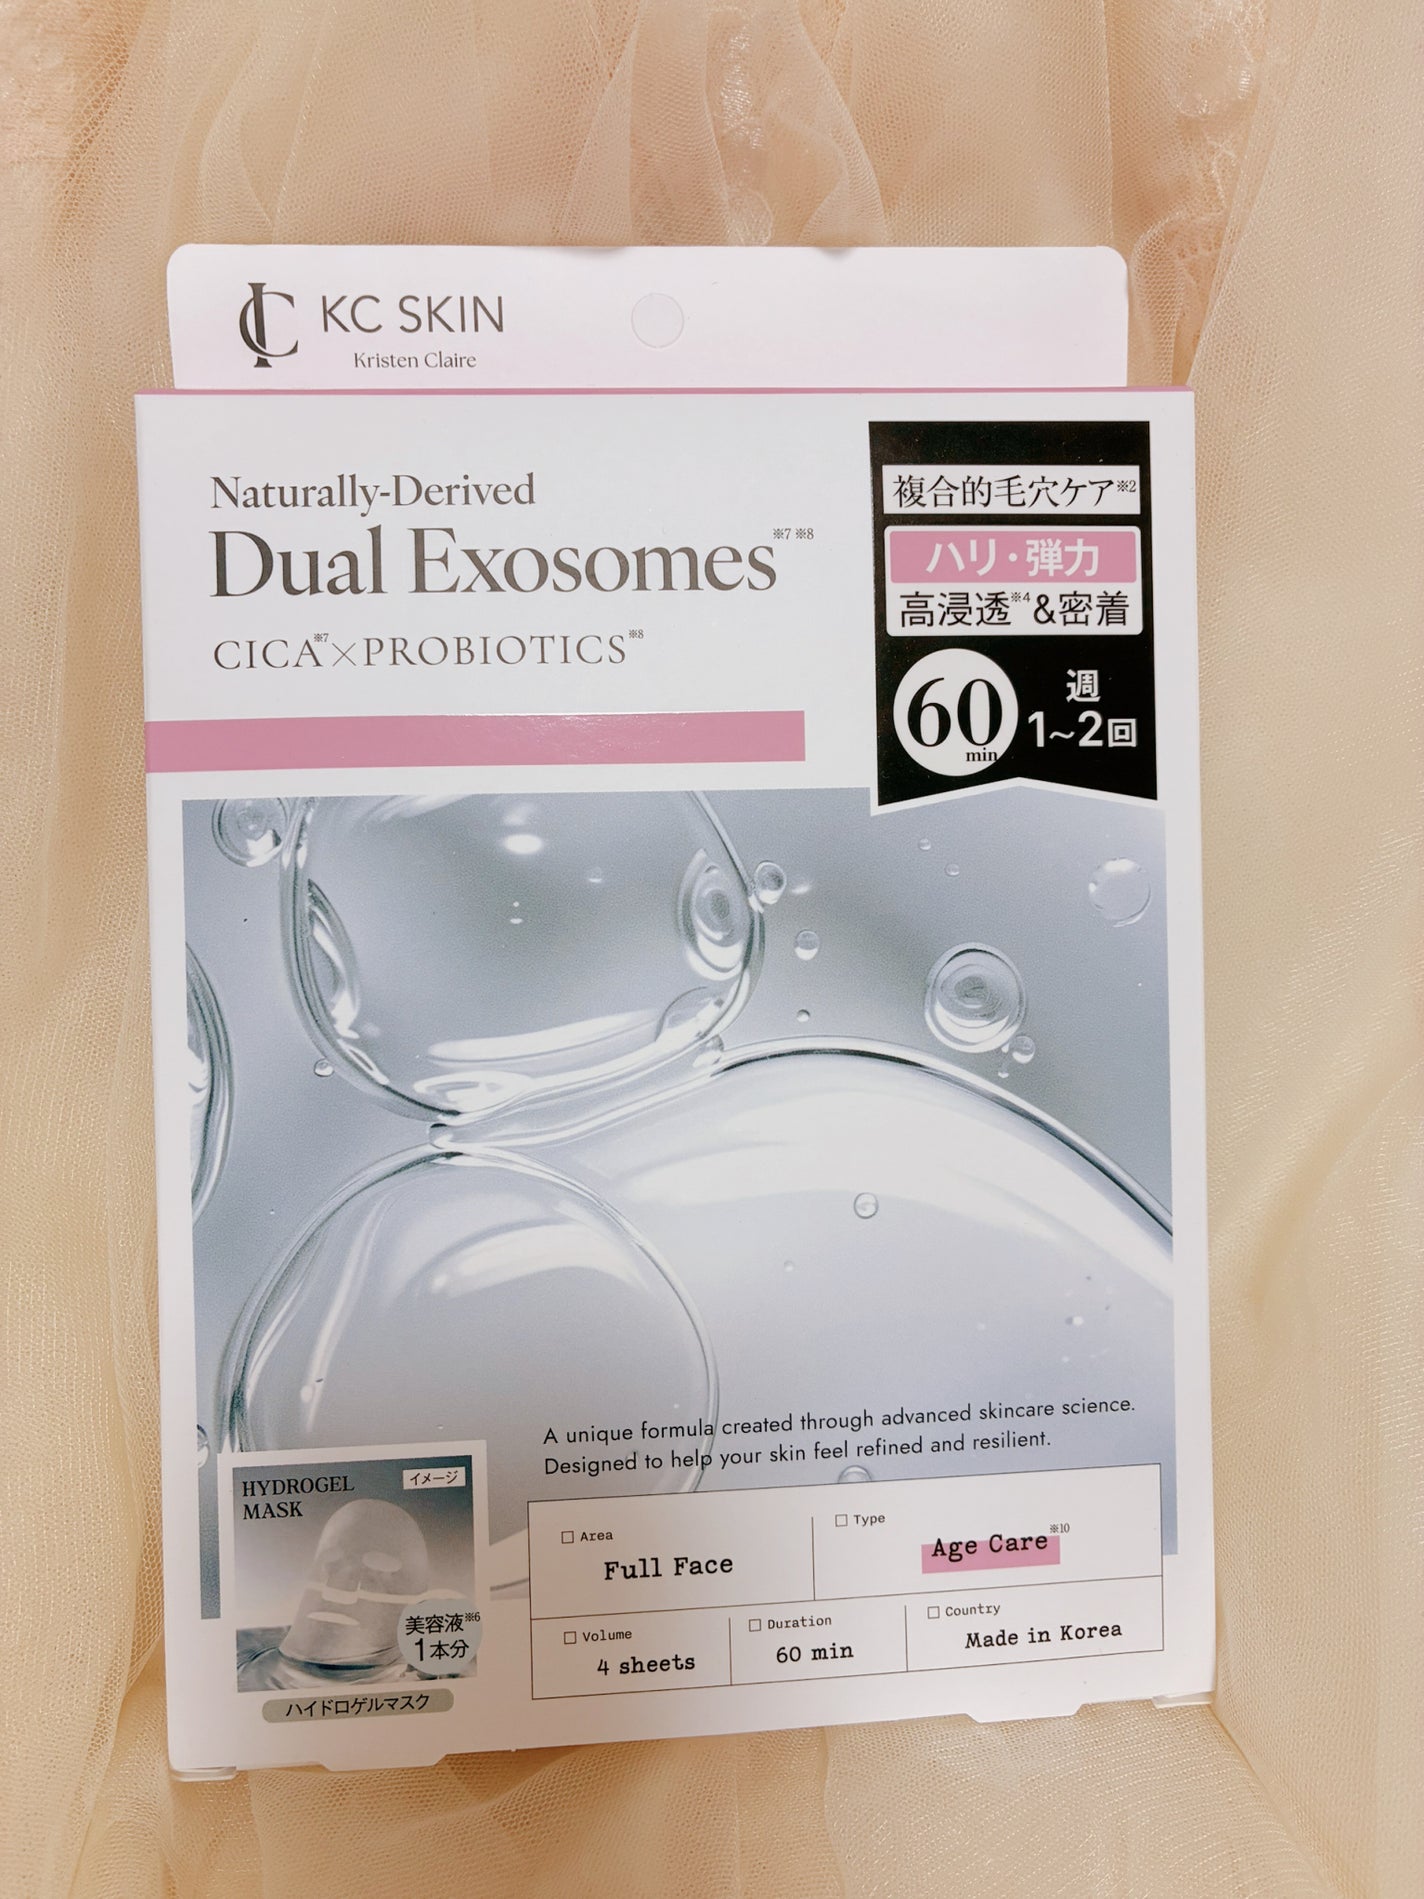 KC SKIN
Kristen Claire
Naturally-Derived
Dual Exosomes※7 ※8
CICA※7×PROBIOTICS※8
複合的毛穴ケア※2
ハリ・弾力
高浸透※4&密着
60 min
週
1~2回
A unique formula created through advanced skincare science.
Designed to help your skin feel refined and resilient.
HYDROGEL
MASK
イメージ
美容液※6
1本分
ハイドロゲルマスク
Area
Full Face
Type
Age Care※10
Volume
4 sheets
Duration
60 min
Country
Made in Korea